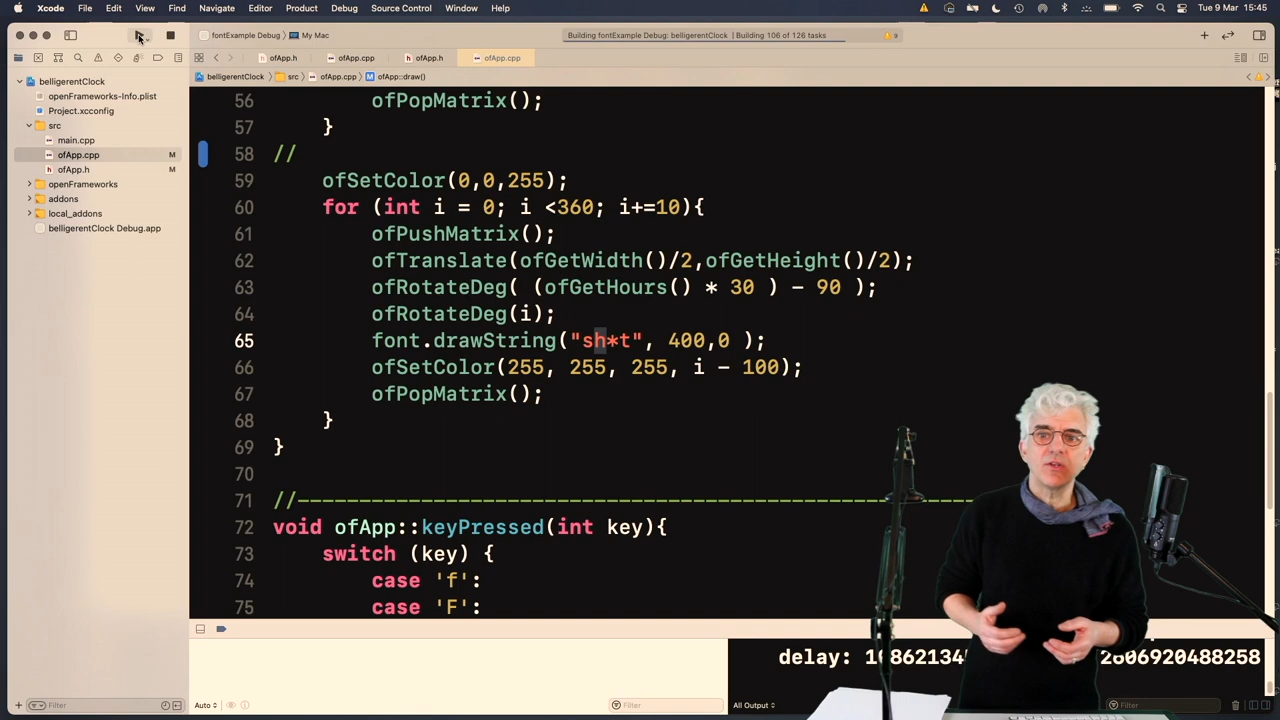 Xcode File Edit View Find Navigate Editor Product Debug Source Control Window Help Tue 9 Mar 15:45
fontExample Debug My Mac Building fontExample Debug: belligerentClock | Building 106 of 126 tasks 9
ofApp.h ofApp.cpp ofApp.h ofApp.cpp
belligerentClock src ofApp.cpp M ofApp::draw()
belligerentClock
openFrameworks-Info.plist
Project.xcconfig
src
main.cpp
ofApp.cpp M
ofApp.h M
openFrameworks
addons
local_addons
belligerentClock Debug.app
56 ofPopMatrix();
57 }
58 //
59 ofSetColor(0,0,255);
60 for (int i = 0; i <360; i+=10){
61 ofPushMatrix();
62 ofTranslate(ofGetWidth()/2,ofGetHeight()/2);
63 ofRotateDeg( (ofGetHours() * 30 ) - 90 );
64 ofRotateDeg(i);
65 font.drawString("sh*t", 400,0 );
66 ofSetColor(255, 255, 255, i - 100);
67 ofPopMatrix();
68 }
69 }
70
71 //------------------------------------------------------
72 void ofApp::keyPressed(int key){
73 switch (key) {
74 case 'f':
75 case 'F':
delay: 10862134 2606920488258
Filter Auto Filter All Output Filter